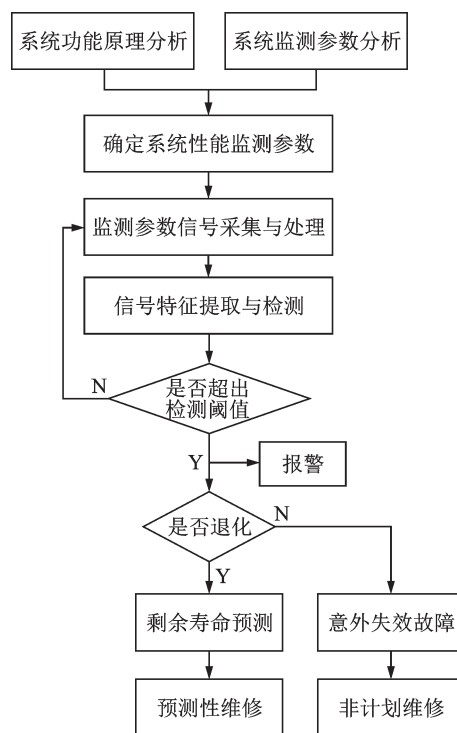 系统功能原理分析
系统监测参数分析
确定系统性能监测参数
监测参数信号采集与处理
信号特征提取与检测
N
是否超出
检测阈值
Y
报警
是否退化
N
Y
剩余寿命预测
意外失效故障
预测性维修
非计划维修